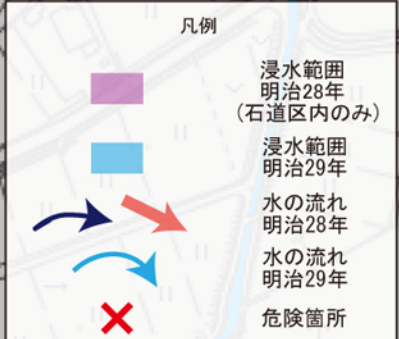 凡例
浸水範囲
明治28年
（石道区内のみ）
浸水範囲
明治29年
水の流れ
明治28年
水の流れ
明治29年
危険箇所